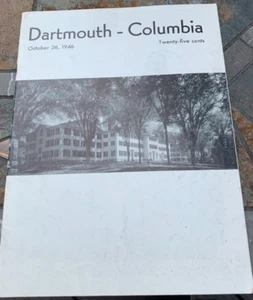 Dartmouth - Columbia
October 26, 1946
Twenty-five cents